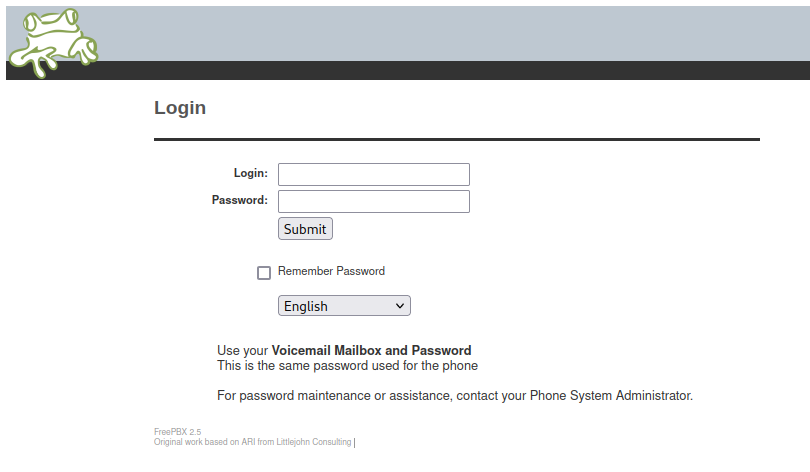 Login
Login:
Password:
Submit
Remember Password
English
Use your Voicemail Mailbox and Password
This is the same password used for the phone
For password maintenance or assistance, contact your Phone System Administrator.
FreePBX 2.5
Original work based on ARI from Littlejohn Consulting |